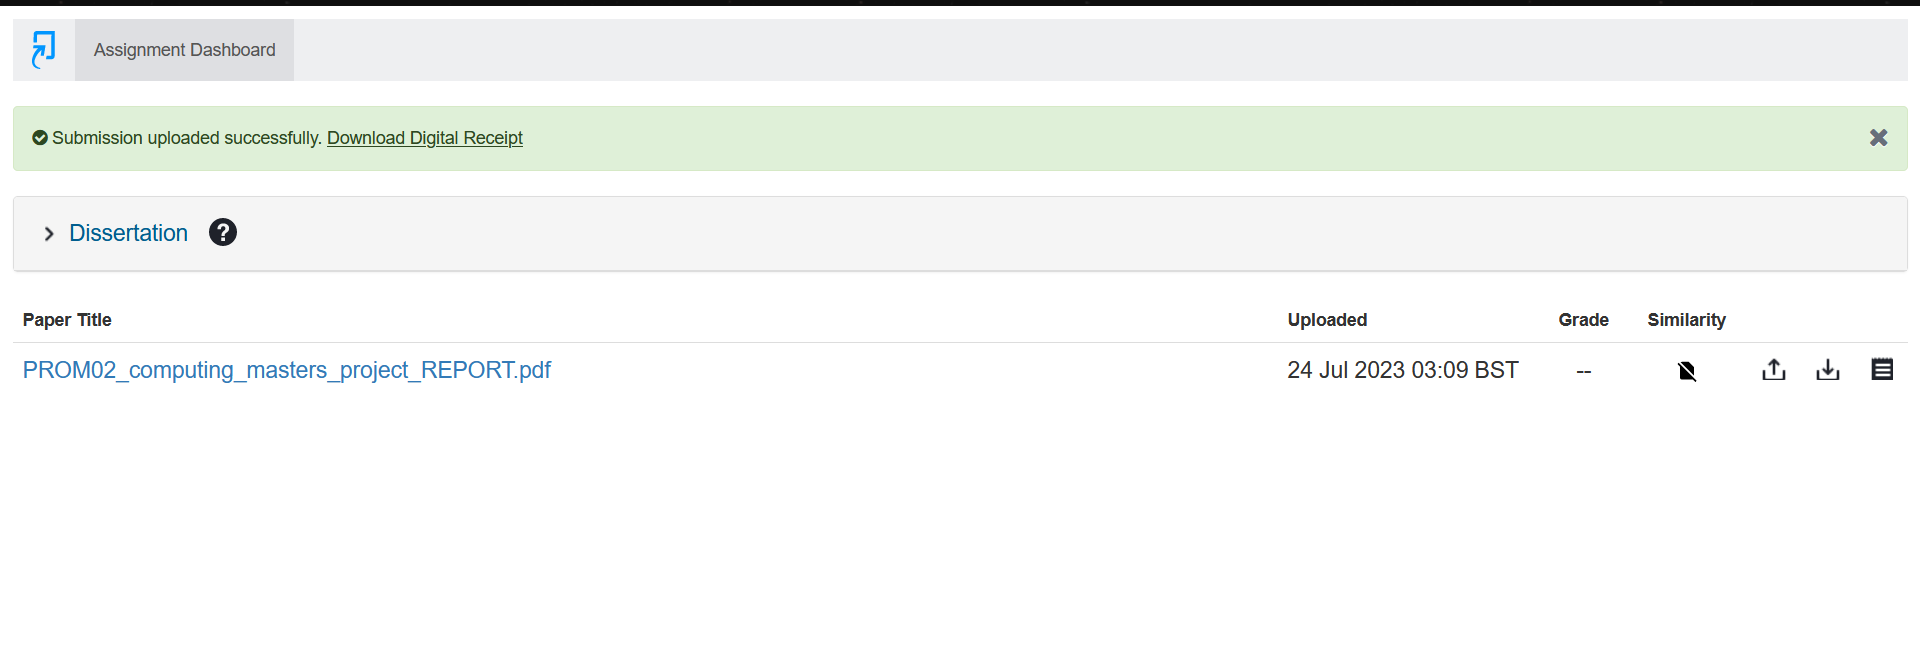 Assignment Dashboard
Submission uploaded successfully. Download Digital Receipt
Dissertation ?
Paper Title Uploaded Grade Similarity
PROM02_computing_masters_project_REPORT.pdf 24 Jul 2023 03:09 BST --